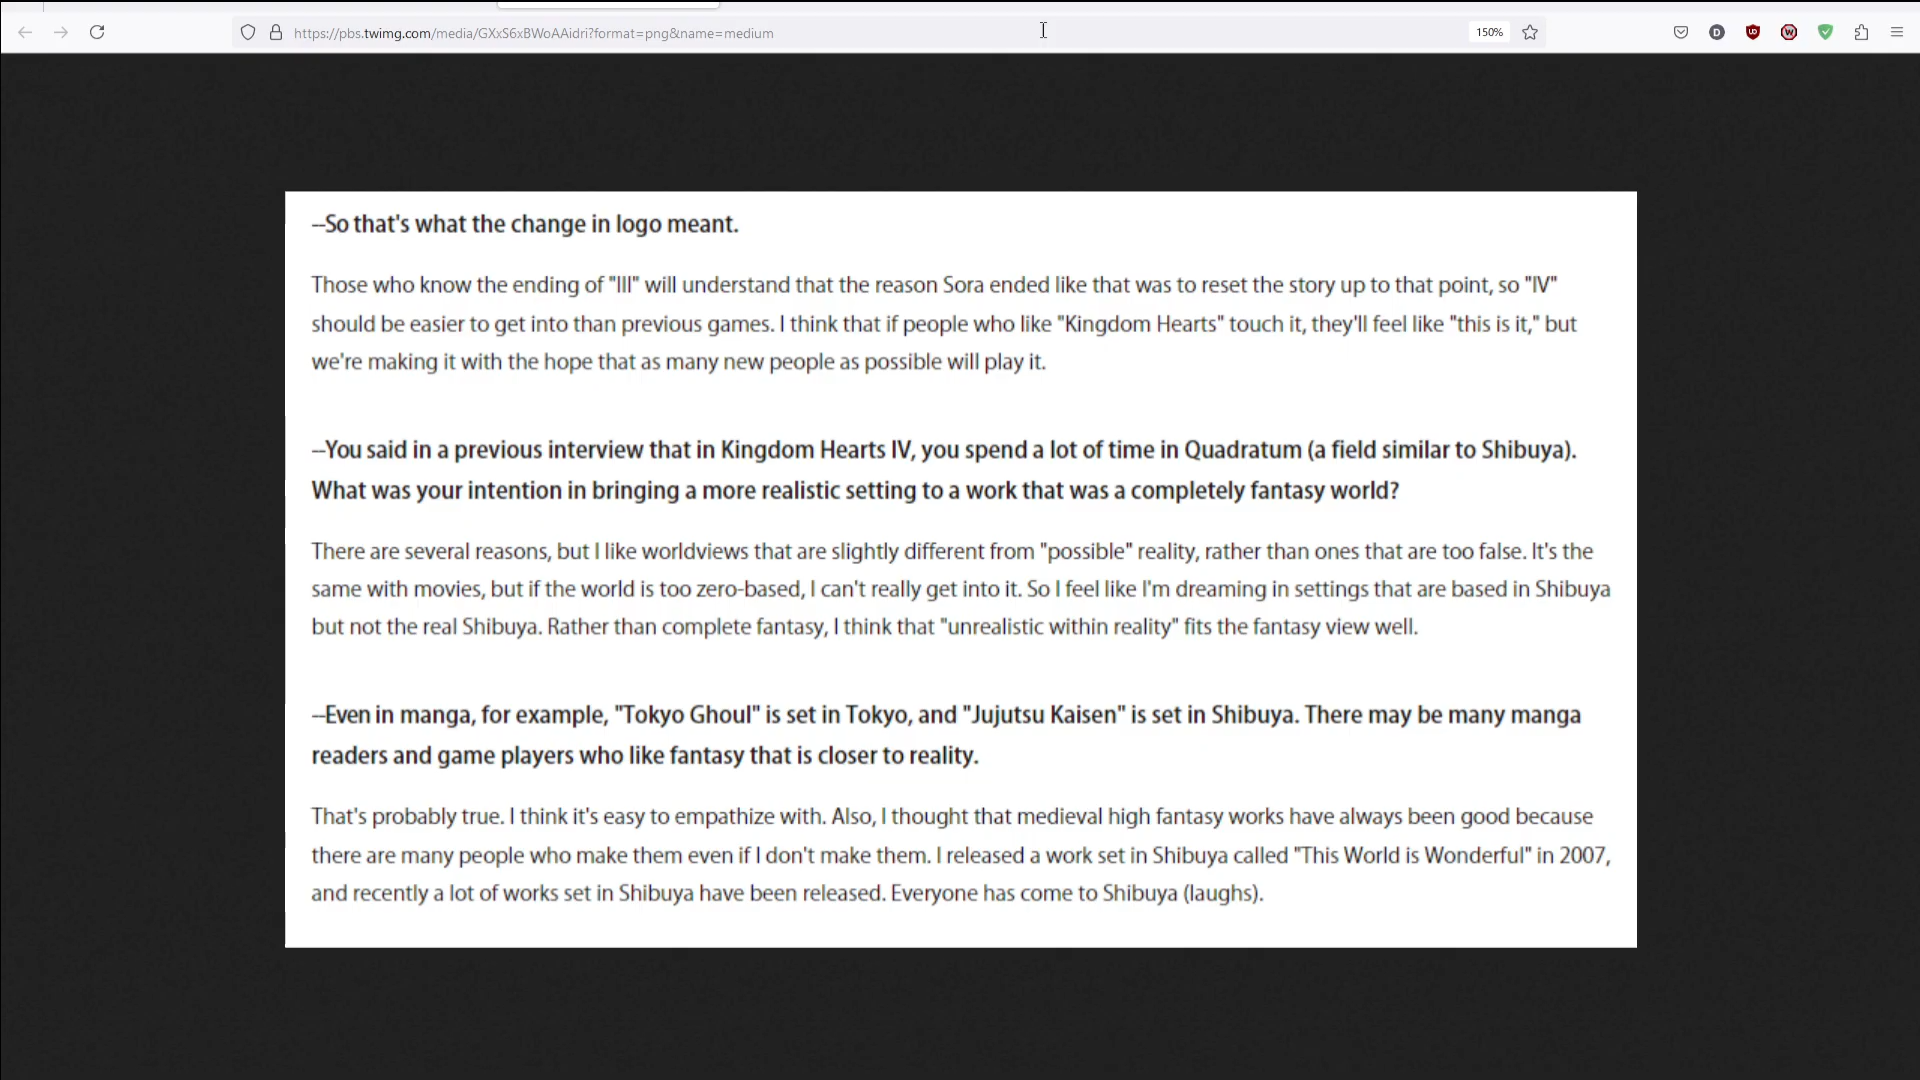 https://pbs.twimg.com/media/GXxS6xBWoAAidri?format=png&name=medium
150%
--So that's what the change in logo meant.
Those who know the ending of "III" will understand that the reason Sora ended like that was to reset the story up to that point, so "IV"
should be easier to get into than previous games. I think that if people who like "Kingdom Hearts" touch it, they'll feel like "this is it," but
we're making it with the hope that as many new people as possible will play it.
--You said in a previous interview that in Kingdom Hearts IV, you spend a lot of time in Quadratum (a field similar to Shibuya).
What was your intention in bringing a more realistic setting to a work that was a completely fantasy world?
There are several reasons, but I like worldviews that are slightly different from "possible" reality, rather than ones that are too false. It's the
same with movies, but if the world is too zero-based, I can't really get into it. So I feel like I'm dreaming in settings that are based in Shibuya
but not the real Shibuya. Rather than complete fantasy, I think that "unrealistic within reality" fits the fantasy view well.
--Even in manga, for example, "Tokyo Ghoul" is set in Tokyo, and "Jujutsu Kaisen" is set in Shibuya. There may be many manga
readers and game players who like fantasy that is closer to reality.
That's probably true. I think it's easy to empathize with. Also, I thought that medieval high fantasy works have always been good because
there are many people who make them even if I don't make them. I released a work set in Shibuya called "This World is Wonderful" in 2007,
and recently a lot of works set in Shibuya have been released. Everyone has come to Shibuya (laughs).